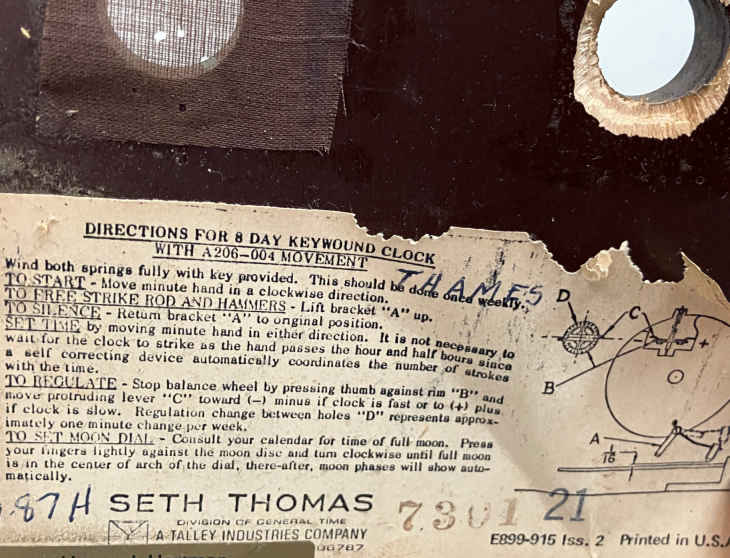 DIRECTIONS FOR 8 DAY KEYWOUND CLOCK
WITH A206-004 MOVEMENT
THAMES
Wind both springs fully with key provided. This should be done once weekly.
TO START - Move minute hand in a clockwise direction.
TO FREE STRIKE ROD AND HAMMERS - Lift bracket "A" up.
TO SILENCE - Return bracket "A" to original position.
SET TIME by moving minute hand in either direction. It is not necessary to
wait for the clock to strike as the hand passes the hour and half hours since
a self correcting device automatically coordinates the number of strokes
with the time.
TO REGULATE - Stop balance wheel by pressing thumb against rim "B" and
move protruding lever "C" toward (-) minus if clock is fast or to (+) plus
if clock is slow. Regulation change between holes "D" represents approx-
imately one minute change per week.
TO SET MOON DIAL - Consult your calendar for time of full moon. Press
your fingers lightly against the moon disc and turn clockwise until full moon
is in the center of arch of the dial, there-after, moon phases will show auto-
matically.
D
C
- +
B
A
1/16
87H SETH THOMAS 7301 21
DIVISION OF GENERAL TIME
A TALLEY INDUSTRIES COMPANY
E899-915 Iss. 2 Printed in U.S.A